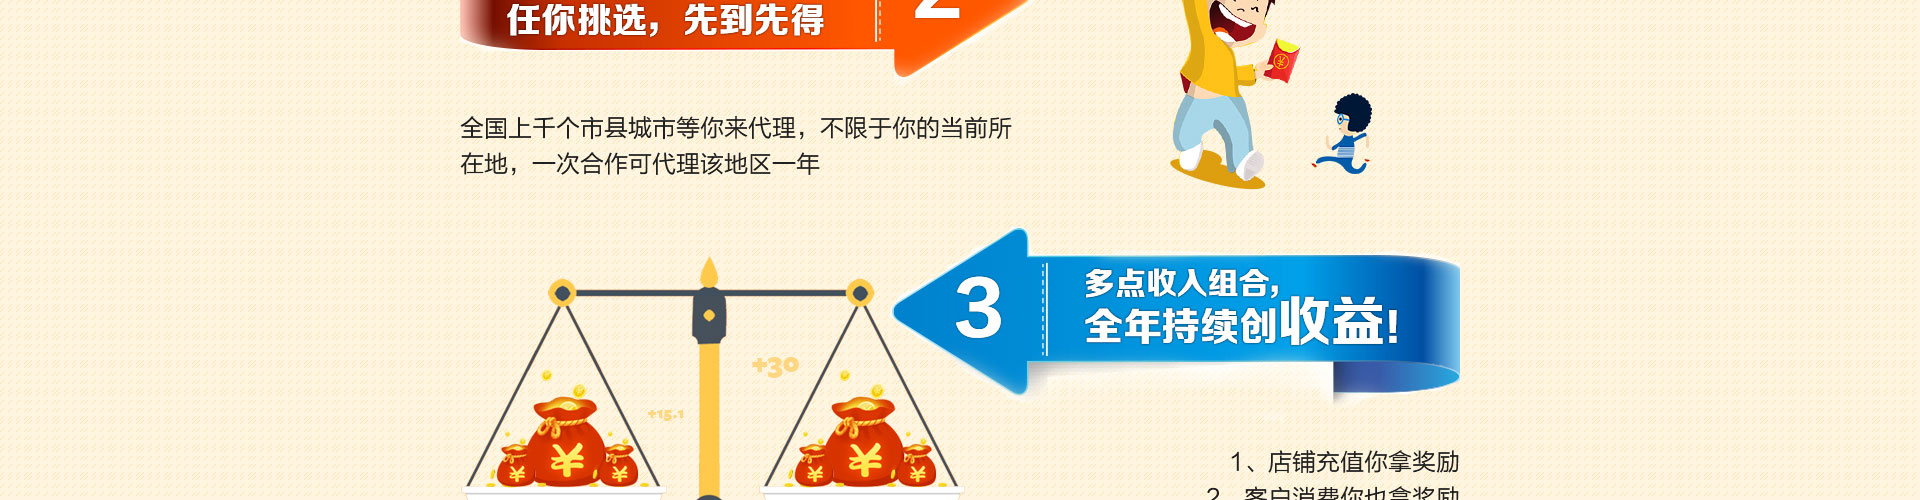 任你挑选，先到先得
2
全国上千个市县城市等你来代理，不限于你的当前所
在地，一次合作可代理该地区一年
3
多点收入组合，
全年持续创收益!
+30
+15.1
1、店铺充值你拿奖励
2、客户消费你也拿奖励